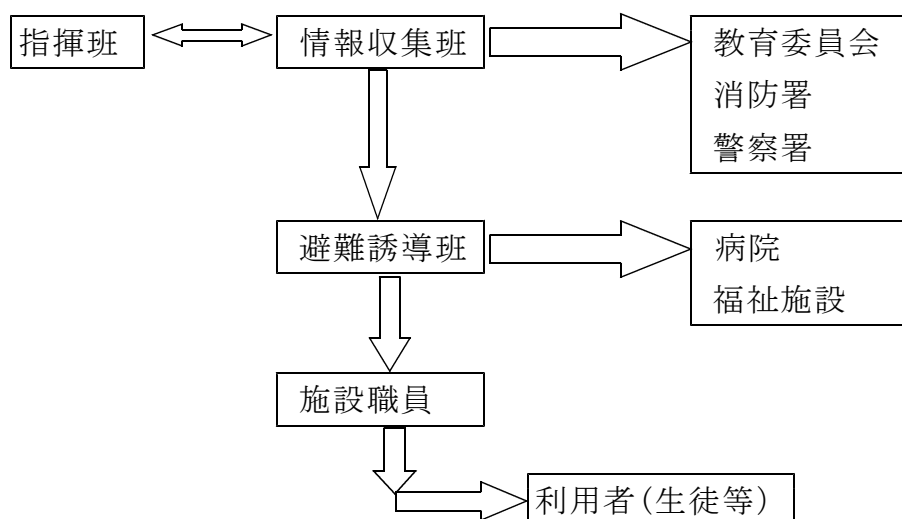 指揮班
情報収集班
教育委員会
消防署
警察署
避難誘導班
病院
福祉施設
施設職員
利用者(生徒等)